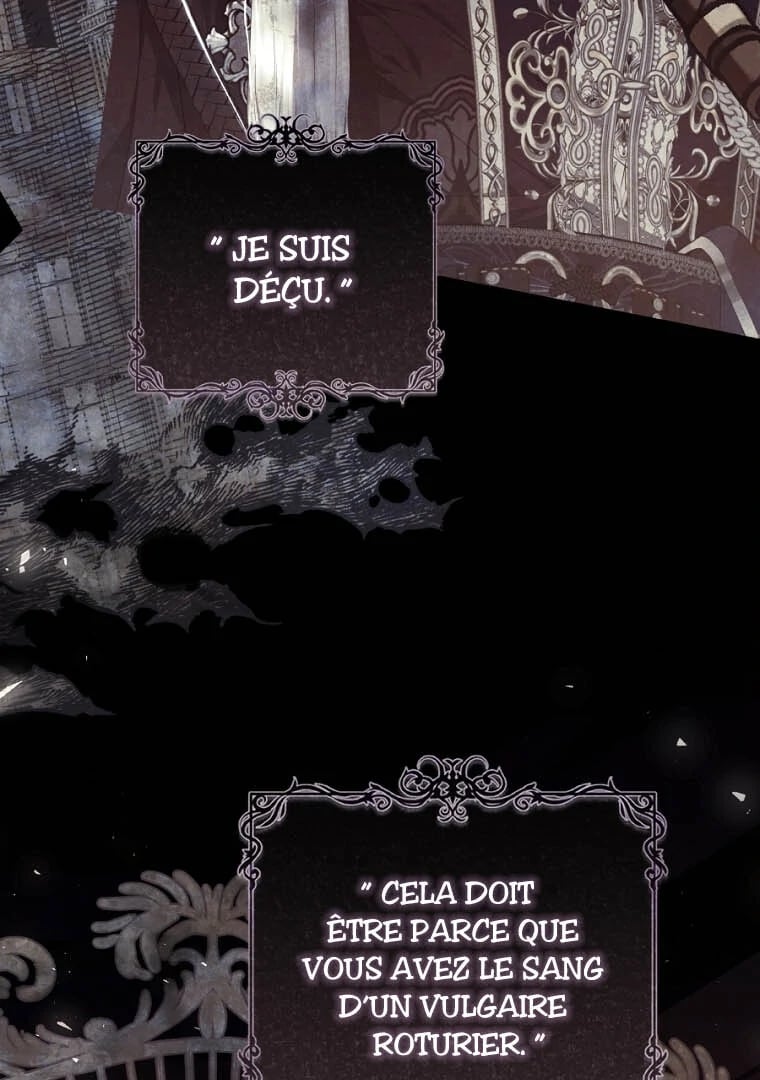 " JE SUIS
DÉÇU. "
" CELA DOIT
ÊTRE PARCE QUE
VOUS AVEZ LE SANG
D'UN VULGAIRE
ROTURIER. "